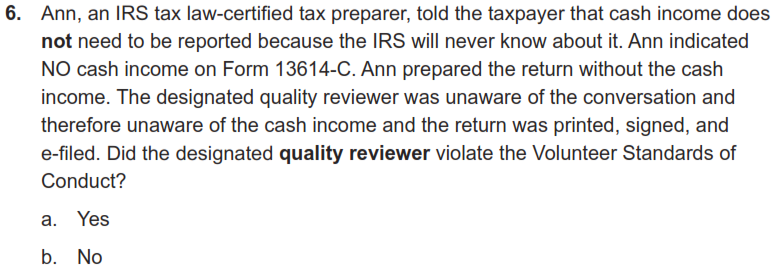 6. Ann, an IRS tax law-certified tax preparer, told the taxpayer that cash income does
not need to be reported because the IRS will never know about it. Ann indicated
NO cash income on Form 13614-C. Ann prepared the return without the cash
income. The designated quality reviewer was unaware of the conversation and
therefore unaware of the cash income and the return was printed, signed, and
e-filed. Did the designated quality reviewer violate the Volunteer Standards of
Conduct?
a. Yes
b. No